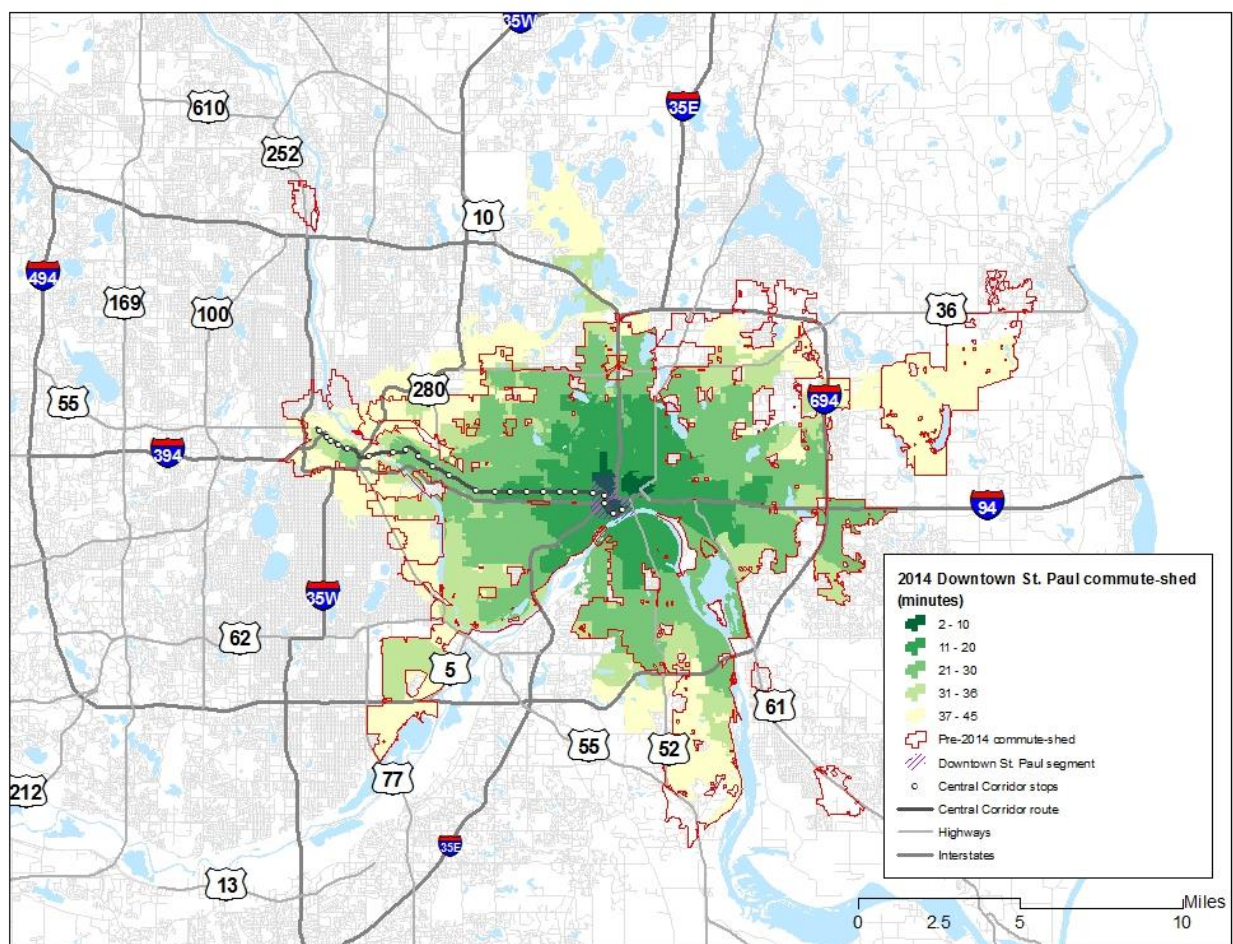 35W
35E
610
252
10
494
169
100
36
280
55
694
394
94
35W
62
5
61
55
52
77
212
35E
13
2014 Downtown St. Paul commute-shed
(minutes)
2 - 10
11 - 20
21 - 30
31 - 36
37 - 45
Pre-2014 commute-shed
Downtown St. Paul segment
Central Corridor stops
Central Corridor route
Highways
Interstates
Miles
0 2.5 5 10